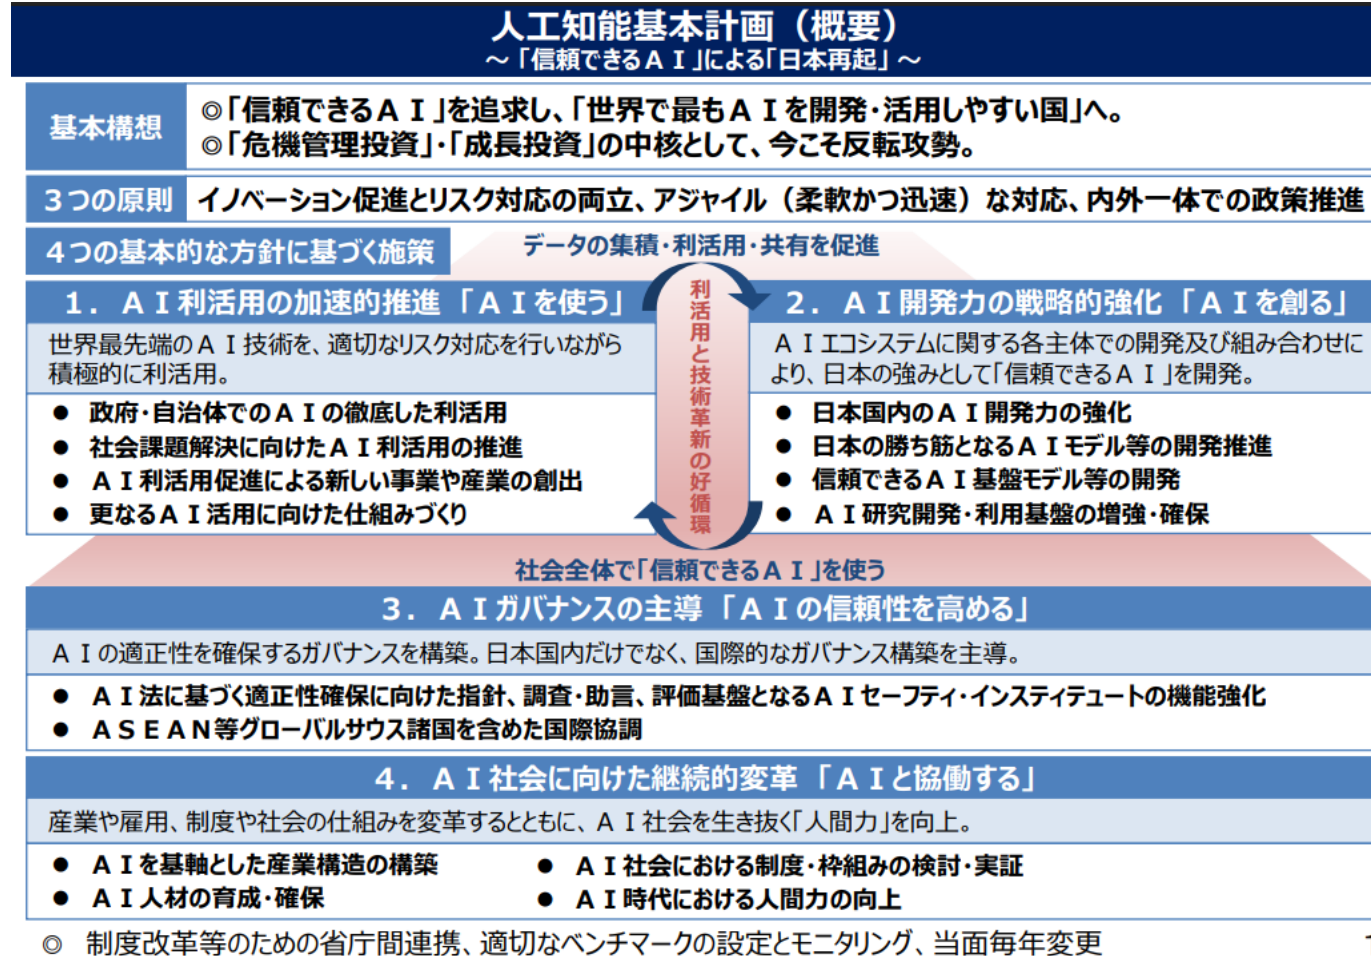 人工知能基本計画（概要）
～「信頼できるＡＩ」による「日本再起」～
基本構想
◎「信頼できるＡＩ」を追求し、「世界で最もＡＩを開発・活用しやすい国」へ。
◎「危機管理投資」・「成長投資」の中核として、今こそ反転攻勢。
３つの原則
イノベーション促進とリスク対応の両立、アジャイル（柔軟かつ迅速）な対応、内外一体での政策推進
４つの基本的な方針に基づく施策
データの集積・利活用・共有を促進
１．ＡＩ利活用の加速的推進「ＡＩを使う」
世界最先端のＡＩ技術を、適切なリスク対応を行いながら
積極的に利活用。
● 政府・自治体でのＡＩの徹底した利活用
● 社会課題解決に向けたＡＩ利活用の推進
● ＡＩ利活用促進による新しい事業や産業の創出
● 更なるＡＩ活用に向けた仕組みづくり
利活用と技術革新の好循環
２．ＡＩ開発力の戦略的強化「ＡＩを創る」
ＡＩエコシステムに関する各主体での開発及び組み合わせに
より、日本の強みとして「信頼できるＡＩ」を開発。
● 日本国内のＡＩ開発力の強化
● 日本の勝ち筋となるＡＩモデル等の開発推進
● 信頼できるＡＩ基盤モデル等の開発
● ＡＩ研究開発・利用基盤の増強・確保
社会全体で「信頼できるＡＩ」を使う
３．ＡＩガバナンスの主導「ＡＩの信頼性を高める」
ＡＩの適正性を確保するガバナンスを構築。日本国内だけでなく、国際的なガバナンス構築を主導。
● ＡＩ法に基づく適正性確保に向けた指針、調査・助言、評価基盤となるＡＩセーフティ・インスティテュートの機能強化
● ＡＳＥＡＮ等グローバルサウス諸国を含めた国際協調
４．ＡＩ社会に向けた継続的変革「ＡＩと協働する」
産業や雇用、制度や社会の仕組みを変革するとともに、ＡＩ社会を生き抜く「人間力」を向上。
● ＡＩを基軸とした産業構造の構築
● ＡＩ人材の育成・確保
● ＡＩ社会における制度・枠組みの検討・実証
● ＡＩ時代における人間力の向上
◎ 制度改革等のための省庁間連携、適切なベンチマークの設定とモニタリング、当面毎年変更